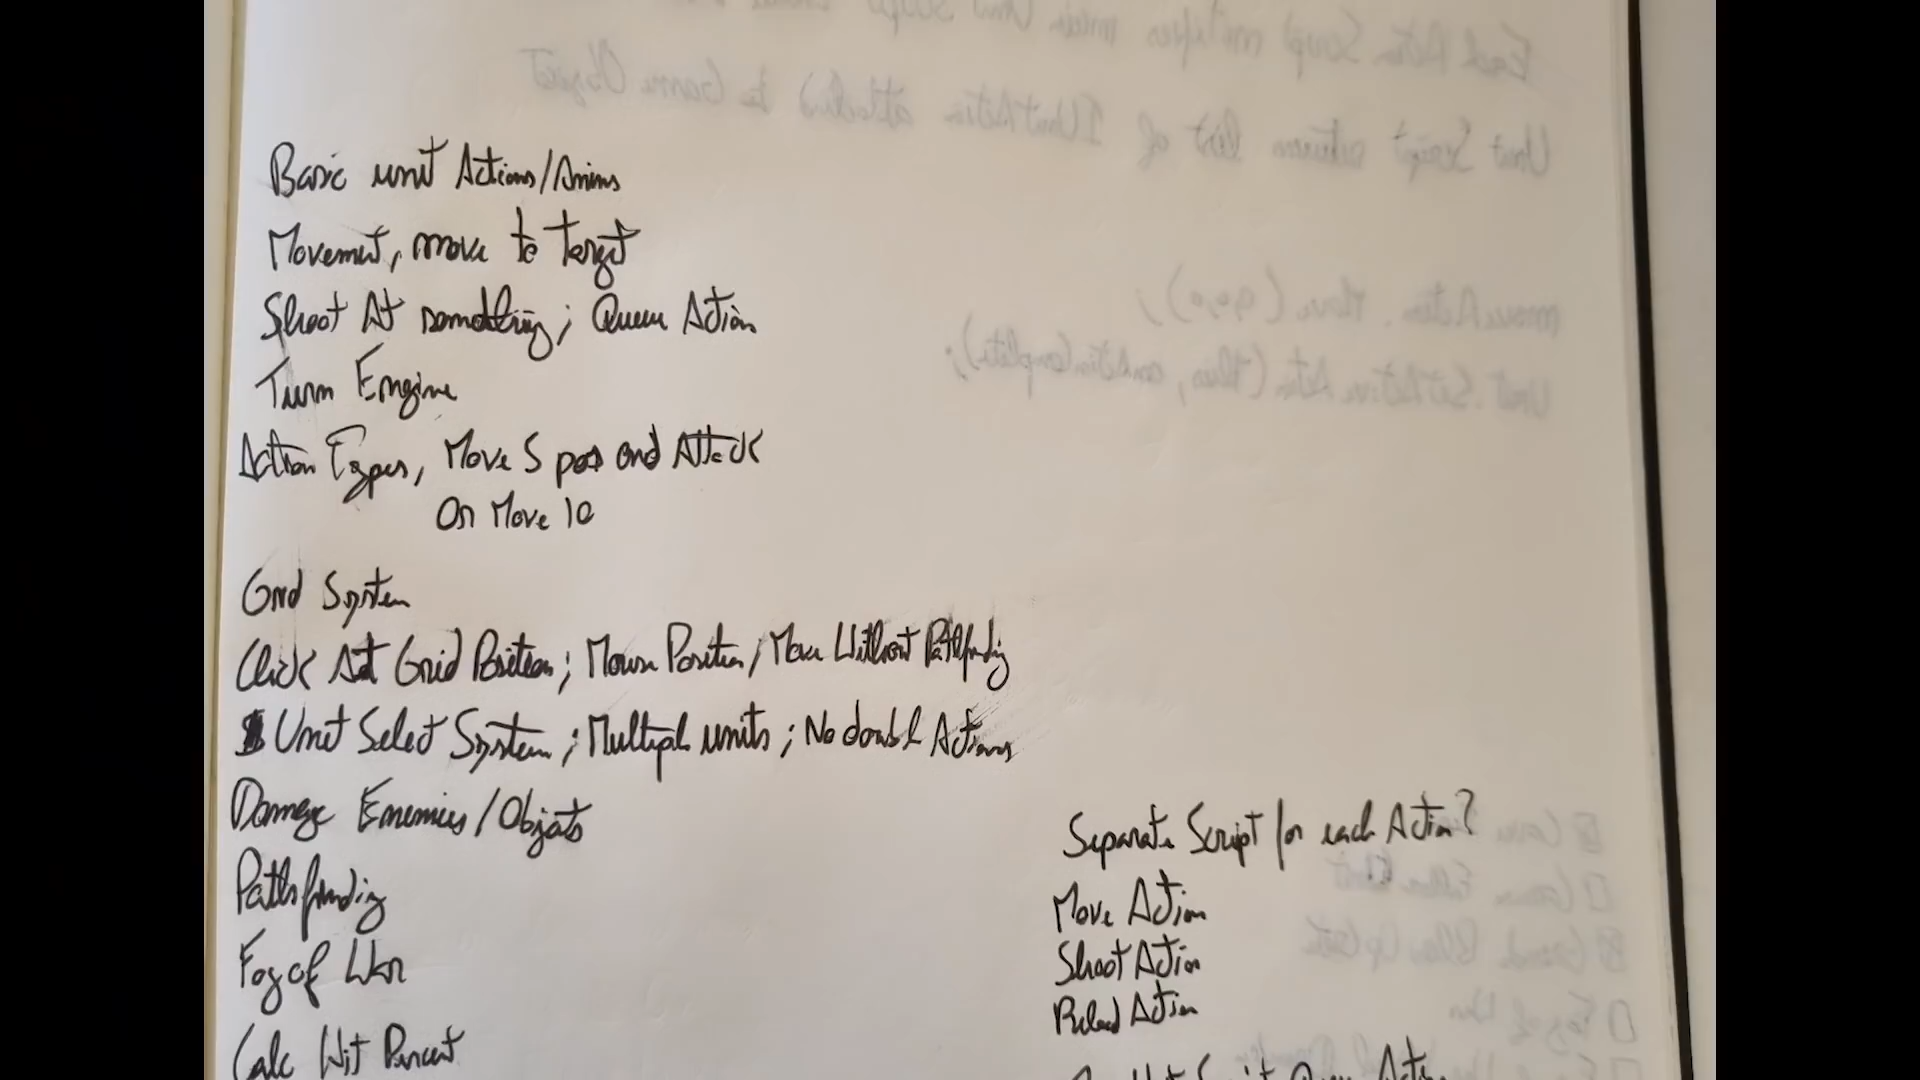 Basic unit Actions/Anims
Movement, move to Target
Shoot At something; Queue Action
Turn Engine
Action Types, Move 5 pos and Attack
Or Move 10
Grid System
Click At Grid Position; Mouse Position; Move Without Pathfinding
Unit Select System; Multiple units; No double Actions
Damage Enemies/Objects
Pathfinding
Fog of War
Calc Hit Percent
Separate Script for each Action?
Move Action
Shoot Action
Reload Action